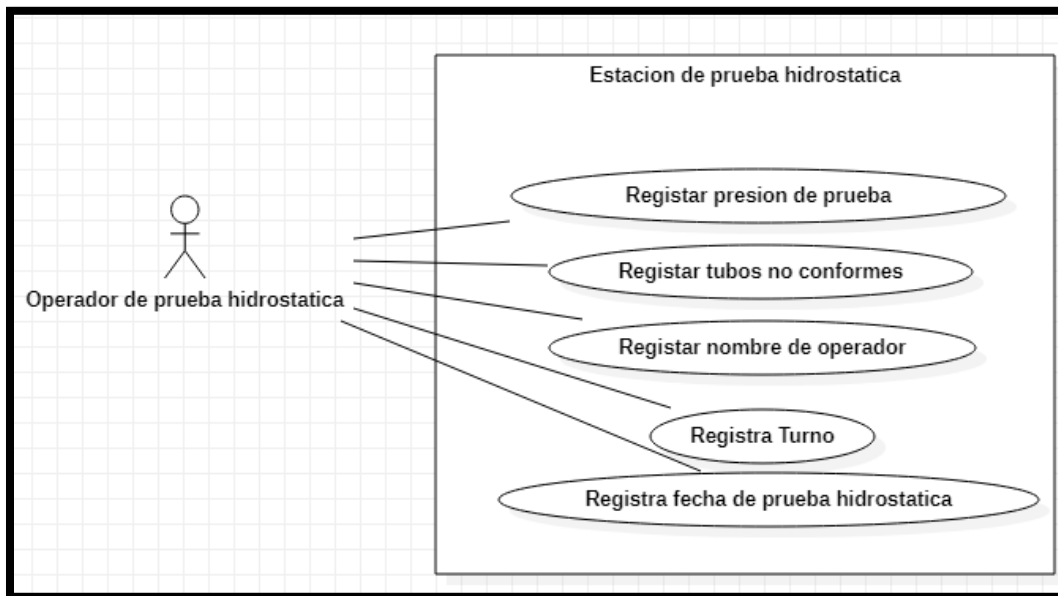 Estacion de prueba hidrostatica
Registar presion de prueba
Registar tubos no conformes
Operador de prueba hidrostatica
Registar nombre de operador
Registra Turno
Registra fecha de prueba hidrostatica